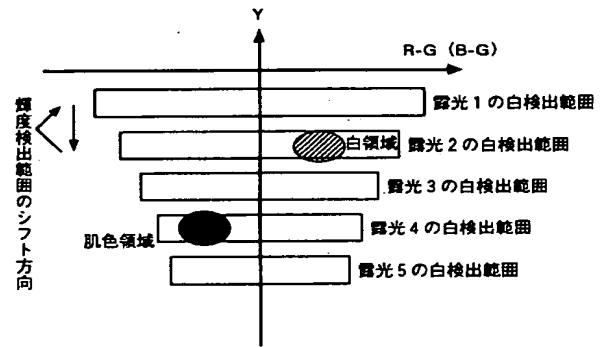 Y
R-G (B-G)
露光1の白検出範囲
白領域
露光2の白検出範囲
露光3の白検出範囲
露光4の白検出範囲
肌色領域
露光5の白検出範囲
輝度検出範囲のシフト方向